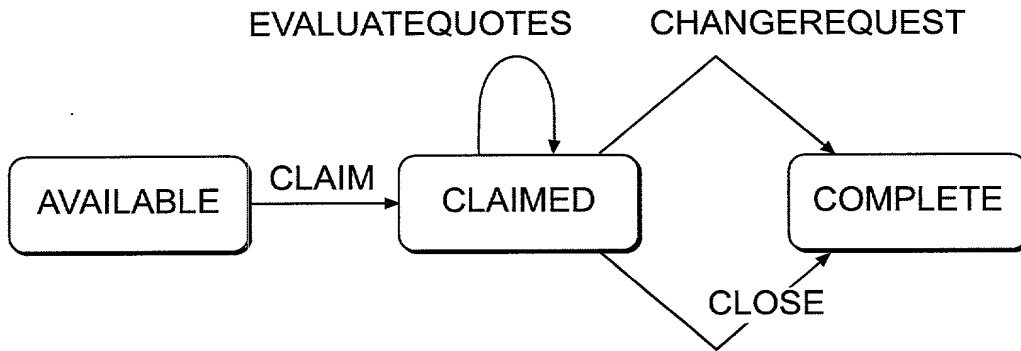 EVALUATEQUOTES
CHANGEREQUEST
AVAILABLE
CLAIM
CLAIMED
COMPLETE
CLOSE